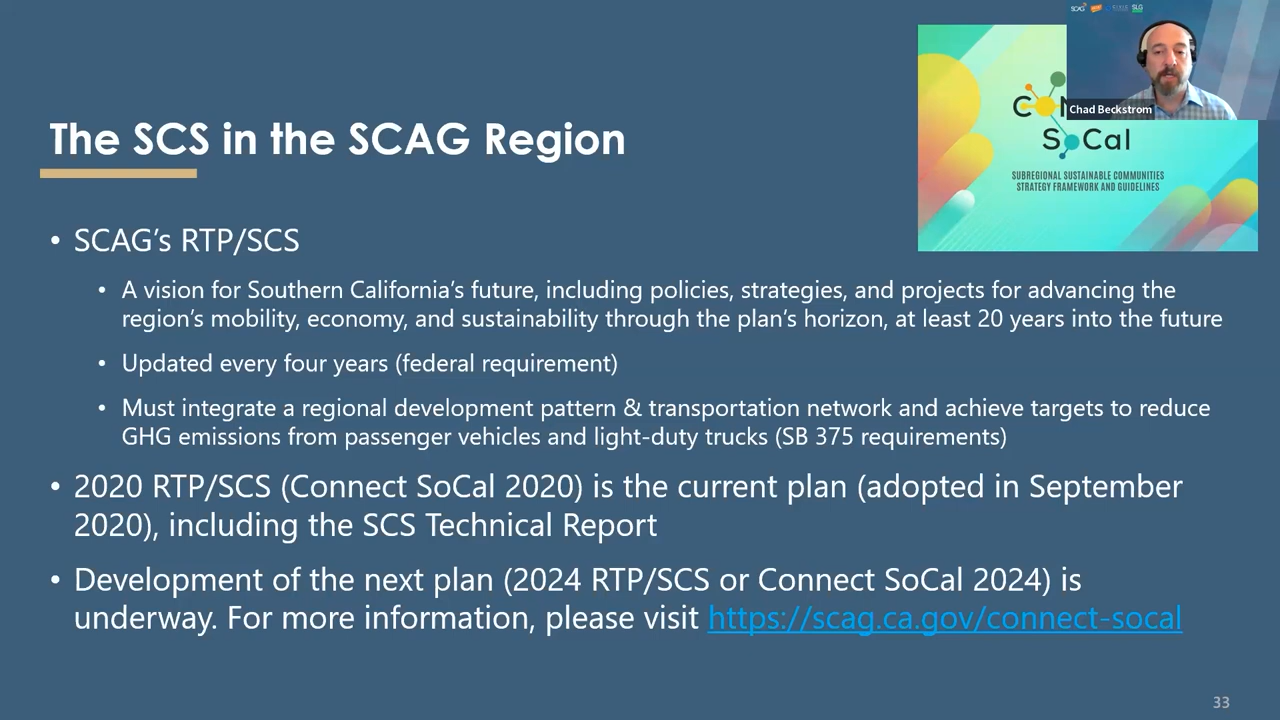 SCAG
SLG
Chad Beckstrom
SoCal
SUBREGIONAL SUSTAINABLE COMMUNITIES
STRATEGY FRAMEWORK AND GUIDELINES
The SCS in the SCAG Region
• SCAG's RTP/SCS
• A vision for Southern California's future, including policies, strategies, and projects for advancing the
region's mobility, economy, and sustainability through the plan's horizon, at least 20 years into the future
• Updated every four years (federal requirement)
• Must integrate a regional development pattern & transportation network and achieve targets to reduce
GHG emissions from passenger vehicles and light-duty trucks (SB 375 requirements)
• 2020 RTP/SCS (Connect SoCal 2020) is the current plan (adopted in September
2020), including the SCS Technical Report
• Development of the next plan (2024 RTP/SCS or Connect SoCal 2024) is
underway. For more information, please visit https://scag.ca.gov/connect-socal
33